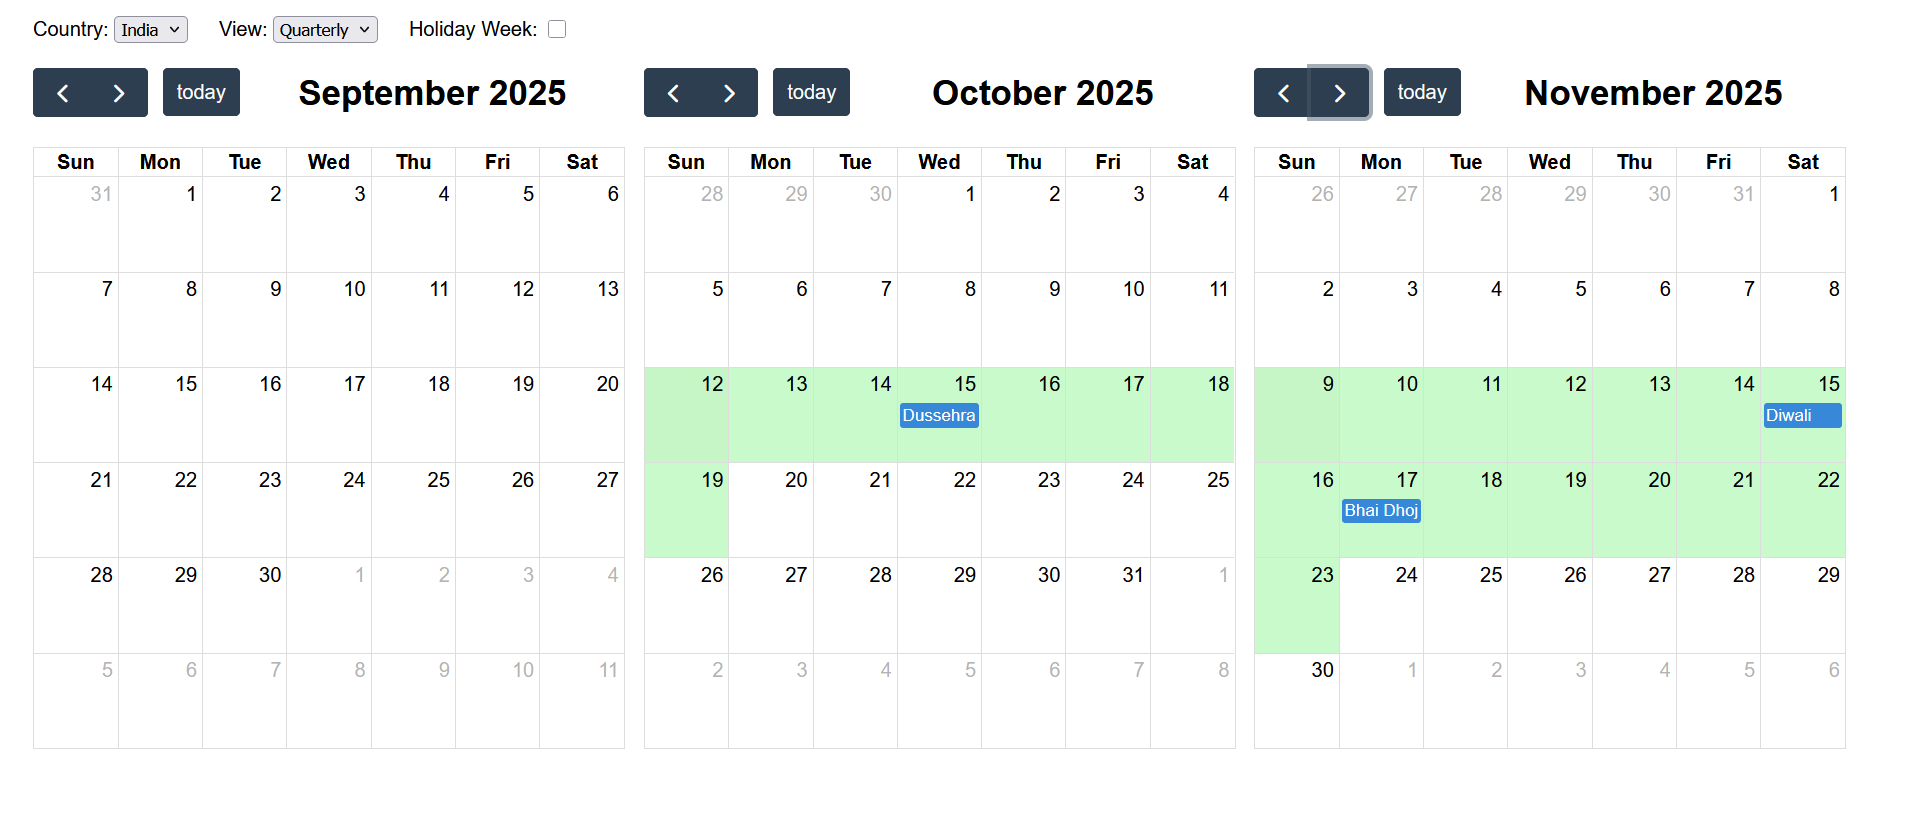 Country: India View: Quarterly Holiday Week:
today September 2025
Sun Mon Tue Wed Thu Fri Sat
31 1 2 3 4 5 6
7 8 9 10 11 12 13
14 15 16 17 18 19 20
21 22 23 24 25 26 27
28 29 30 1 2 3 4
5 6 7 8 9 10 11
today October 2025
Sun Mon Tue Wed Thu Fri Sat
28 29 30 1 2 3 4
5 6 7 8 9 10 11
12 13 14 15 16 17 18
Dussehra
19 20 21 22 23 24 25
26 27 28 29 30 31 1
2 3 4 5 6 7 8
today November 2025
Sun Mon Tue Wed Thu Fri Sat
26 27 28 29 30 31 1
2 3 4 5 6 7 8
9 10 11 12 13 14 15
Diwali
16 17 18 19 20 21 22
Bhai Dhoj
23 24 25 26 27 28 29
30 1 2 3 4 5 6